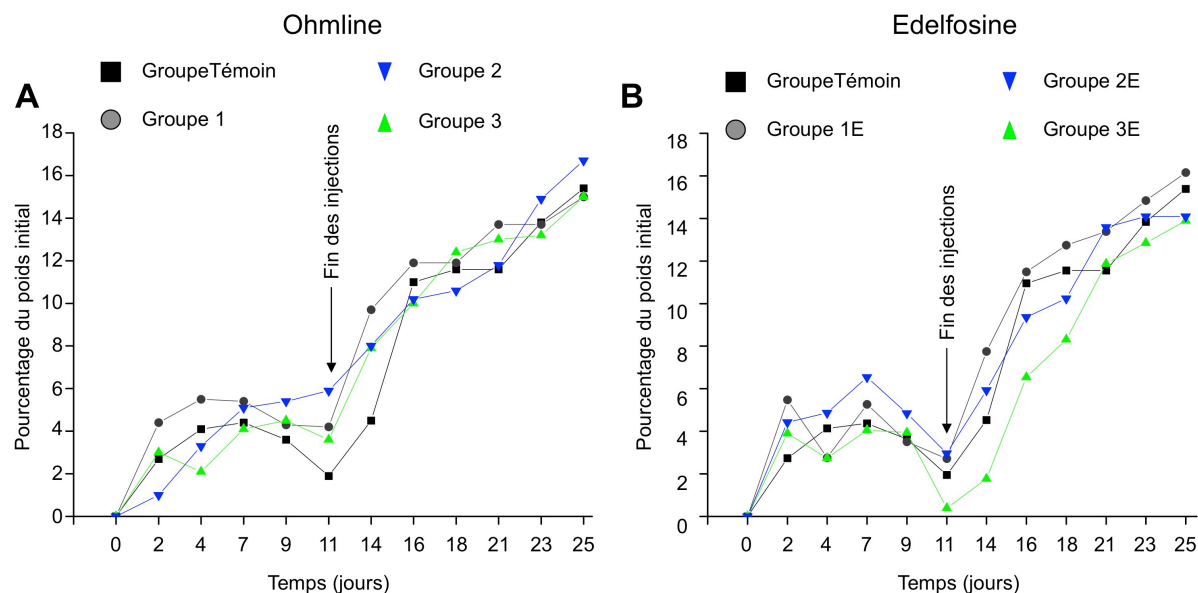 Ohmline
GroupeTémoin
Groupe 2
Groupe 1
Groupe 3
A
Pourcentage du poids initial
18
16
14
12
10
8
6
4
2
0
Fin des injections
0 2 4 7 9 11 14 16 18 21 23 25
Temps (jours)
Edelfosine
GroupeTémoin
Groupe 2E
Groupe 1E
Groupe 3E
B
Pourcentage du poids initial
18
16
14
12
10
8
6
4
2
0
Fin des injections
0 2 4 7 9 11 14 16 18 21 23 25
Temps (jours)